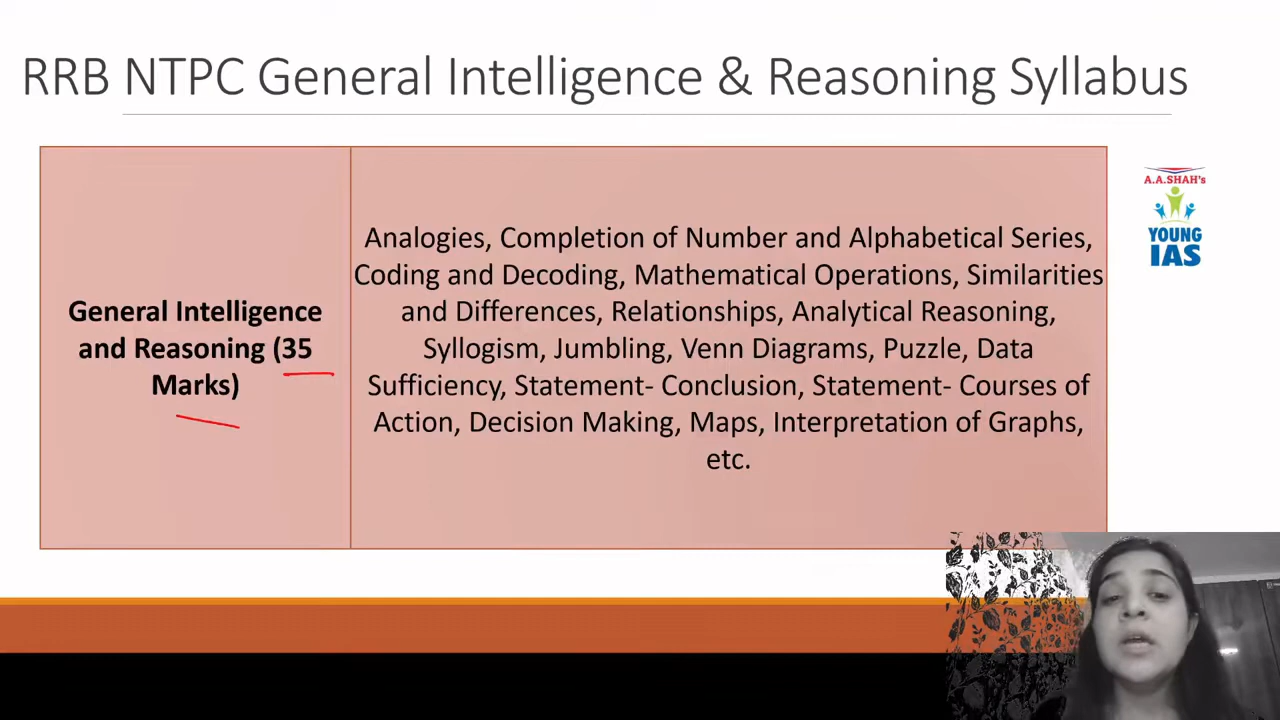 RRB NTPC General Intelligence & Reasoning Syllabus
General Intelligence
and Reasoning (35
Marks)
Analogies, Completion of Number and Alphabetical Series,
Coding and Decoding, Mathematical Operations, Similarities
and Differences, Relationships, Analytical Reasoning,
Syllogism, Jumbling, Venn Diagrams, Puzzle, Data
Sufficiency, Statement- Conclusion, Statement- Courses of
Action, Decision Making, Maps, Interpretation of Graphs,
etc.
A.A.SHAH's
YOUNG
IAS